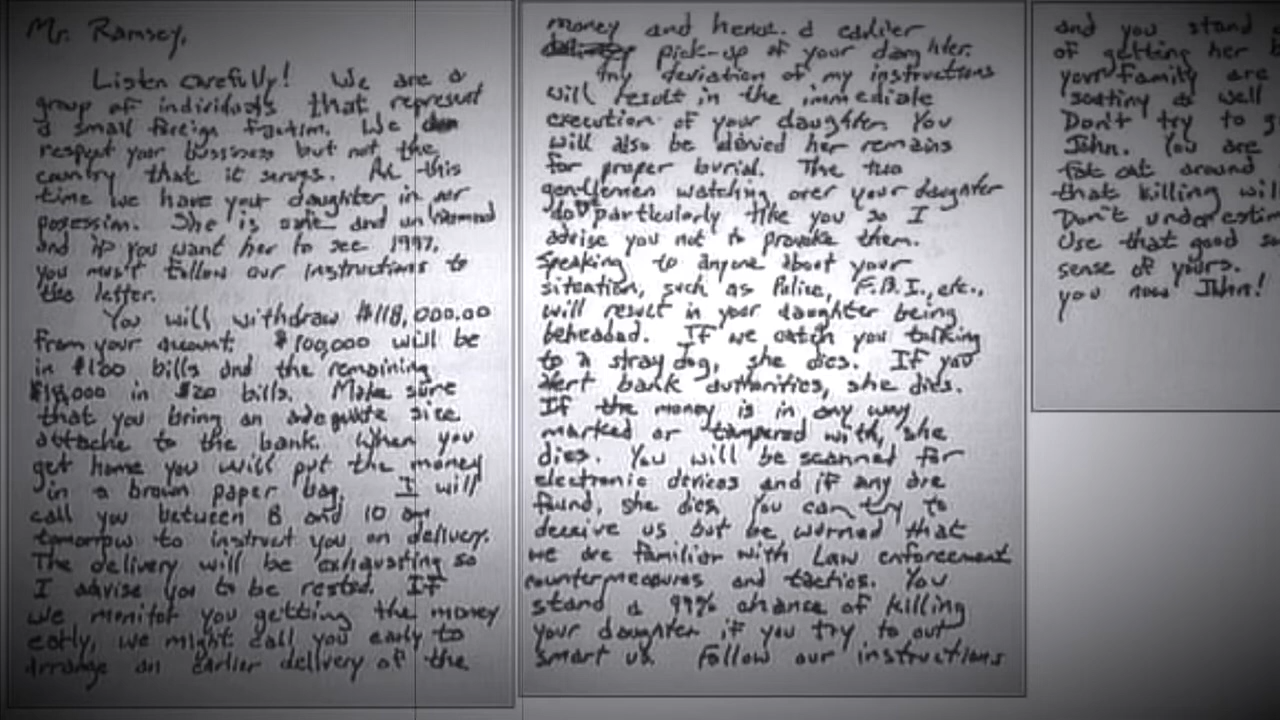 Mr. Ramsey,
Listen carefully! We are a
group of individuals that represent
a small foreign faction. We
respect your bussiness but not the
country that it serves. At this
time we have your daughter in our
posession. She is safe and unharmed
and if you want her to see 1997,
you must follow our instructions to
the letter.
You will withdraw $118,000.00
from your account. $100,000 will be
in $100 bills and the remaining
$18,000 in $20 bills. Make sure
that you bring an adequate size
attache to the bank. When you
get home you will put the money
in a brown paper bag. I will
call you between 8 and 10 am
tomorrow to instruct you on delivery.
The delivery will be exhausting so
I advise you to be rested. If
we monitor you getting the money
early, we might call you early to
arrange an earlier delivery of the
money and hence a earlier
pick-up of your daughter.
Any deviation of my instructions
will result in the immediate
execution of your daughter. You
will also be denied her remains
for proper burial. The two
gentlemen watching over your daughter
do particularly like you so I
advise you not to provoke them.
Speaking to anyone about your
situation, such as Police, F.B.I., etc.,
will result in your daughter being
beheaded. If we catch you talking
to a stray dog, she dies. If you
alert bank authorities, she dies.
If the money is in any way
marked or tampered with, she
dies. You will be scanned for
electronic devices and if any are
found, she dies. You can try to
deceive us but be warned that
we are familiar with Law enforcement
countermeasures and tactics. You
stand a 99% chance of killing
your daughter if you try to out
smart us. Follow our instructions
and you stand
of getting her
your family are
scutiny as well
Don't try to g
John. You are
fat cat around
that killing wil
Don't underestim
Use that good so
sense of yours.
you now John!